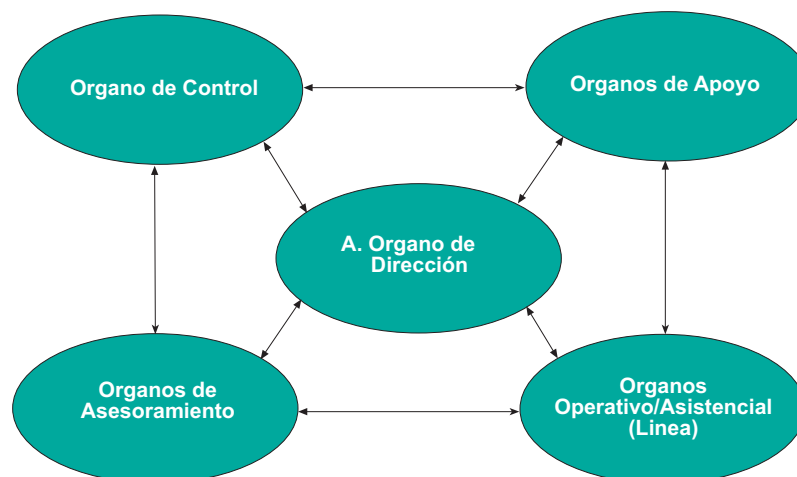 Organo de Control
Organos de Apoyo
A. Organo de
Dirección
Organos de
Asesoramiento
Organos
Operativo/Asistencial
(Linea)